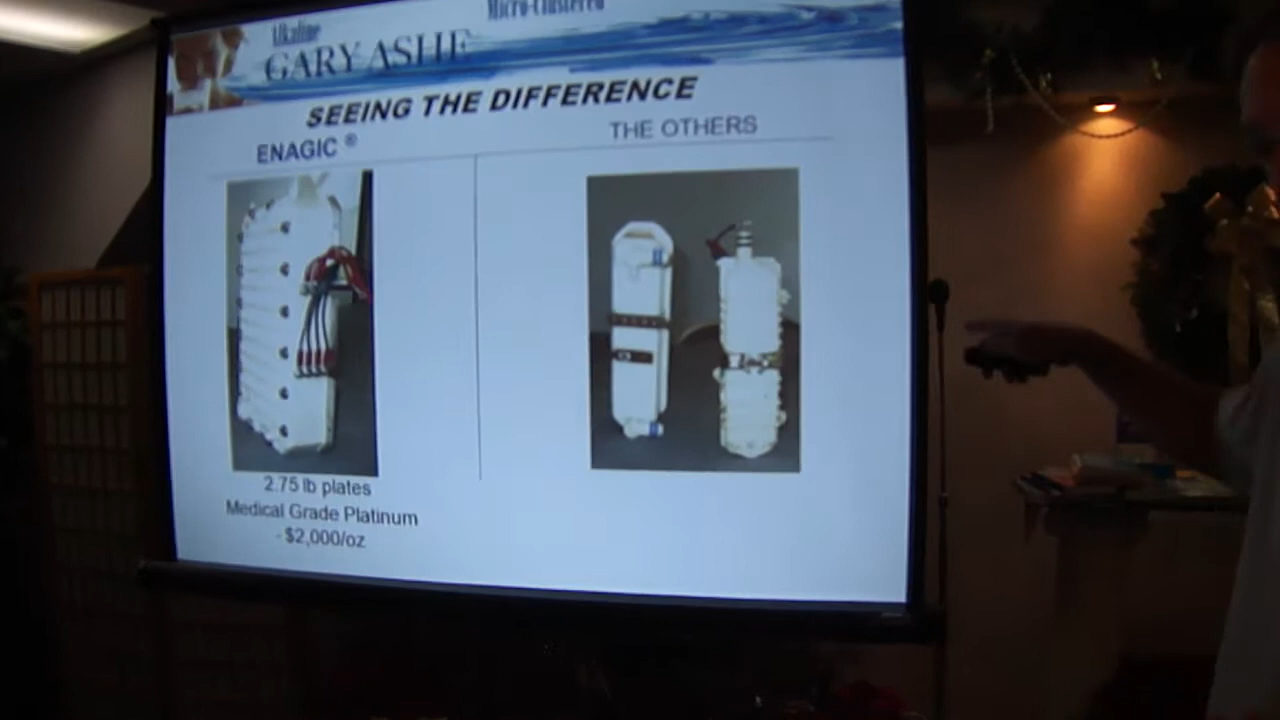 Micro-Clustered
Alkaline
GARY ASHE
SEEING THE DIFFERENCE
ENAGIC ®
THE OTHERS
2.75 lb plates
Medical Grade Platinum
- $2,000/oz